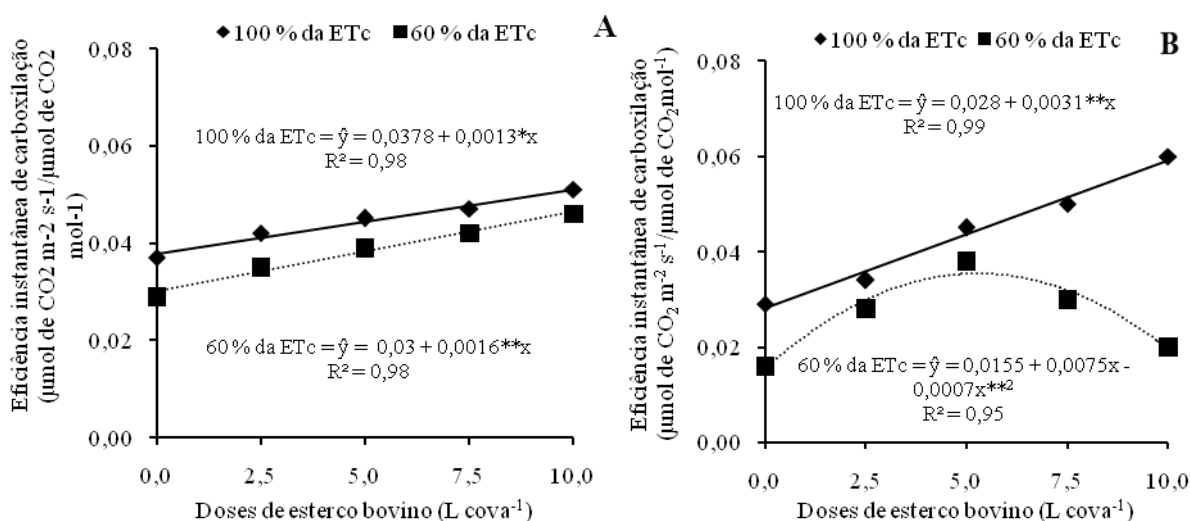 100 % da ETc 60 % da ETc A
Eficiência instantânea de carboxilação
(µmol de CO2 m-2 s-1/µmol de CO2
mol-1)
0,08
0,06
0,04
0,02
0,00
100 % da ETc = ŷ = 0,0378 + 0,0013*x
R² = 0,98
60 % da ETc = ŷ = 0,03 + 0,0016**x
R² = 0,98
0,0 2,5 5,0 7,5 10,0
Doses de esterco bovino (L cova⁻¹)
100 % da ETc 60 % da ETc B
Eficiência instantânea de carboxilação
(µmol de CO₂ m⁻² s⁻¹/µmol de CO₂mol⁻¹)
0,08
0,06
0,04
0,02
0,00
100 % da ETc = ŷ = 0,028 + 0,0031**x
R² = 0,99
60 % da ETc = ŷ = 0,0155 + 0,0075x -
0,0007x**²
R² = 0,95
0,0 2,5 5,0 7,5 10,0
Doses de esterco bovino (L cova⁻¹)